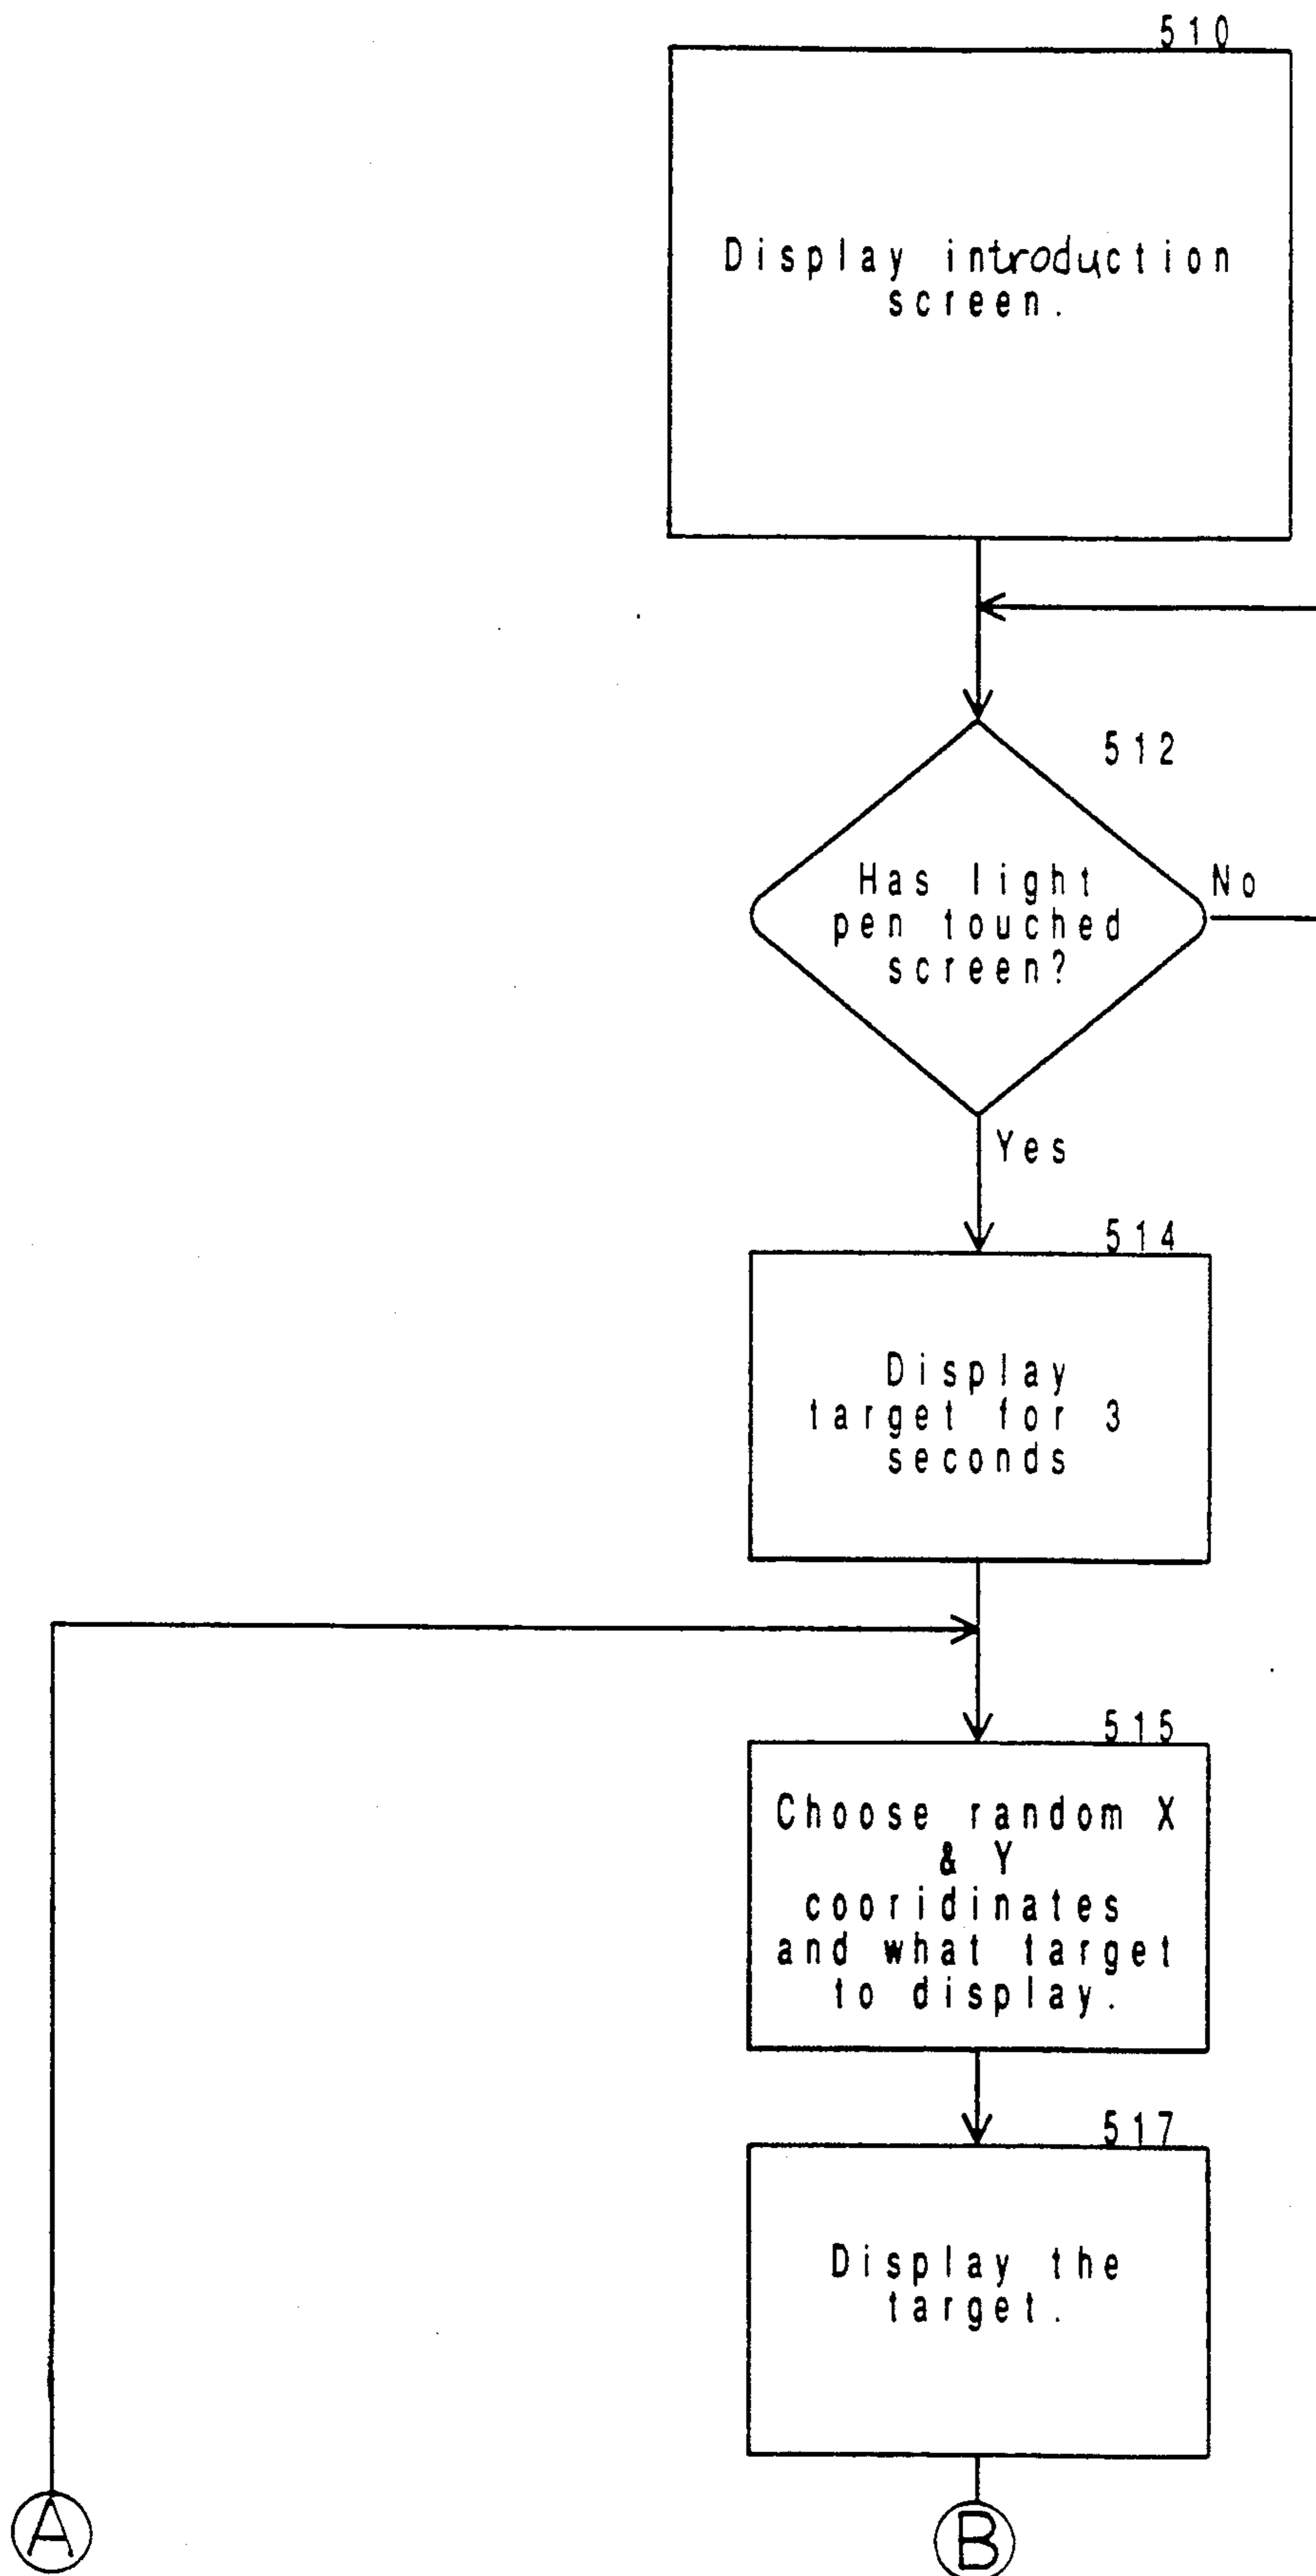 510
Display introduction
screen.
512
Has light
pen touched
screen?
No
Yes
514
Display
target for 3
seconds
515
Choose random X
& Y
cooridinates
and what target
to display.
517
Display the
target.
A
B